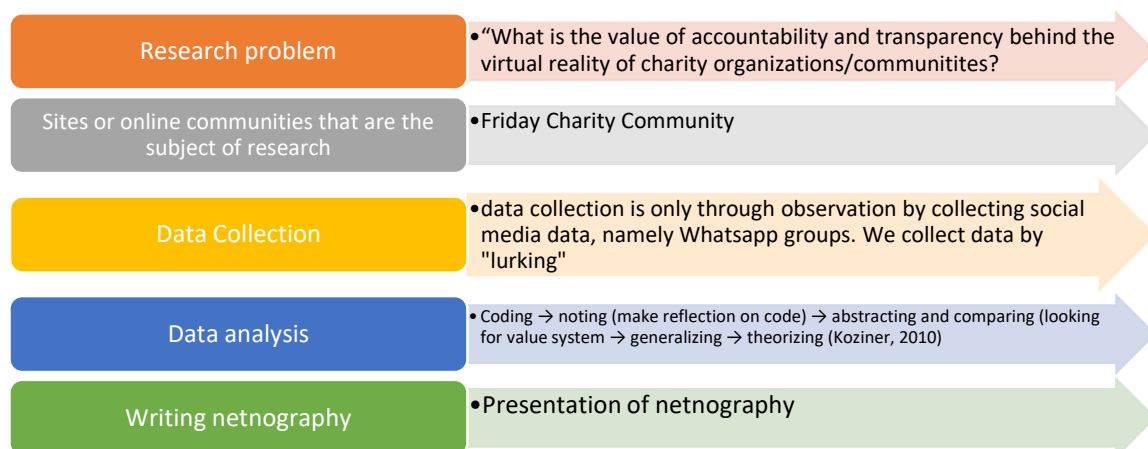 Research problem
•“What is the value of accountability and transparency behind the
virtual reality of charity organizations/communitites?
Sites or online communities that are the
subject of research
•Friday Charity Community
Data Collection
•data collection is only through observation by collecting social
media data, namely Whatsapp groups. We collect data by
"lurking"
Data analysis
•Coding → noting (make reflection on code) → abstracting and comparing (looking
for value system → generalizing → theorizing (Koziner, 2010)
Writing netnography
•Presentation of netnography